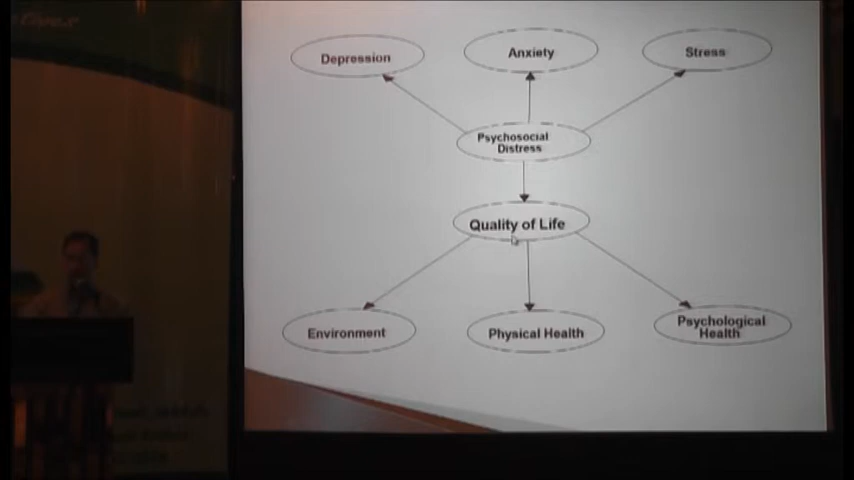 Depression
Anxiety
Stress
Psychosocial
Distress
Quality of Life
Environment
Physical Health
Psychological
Health